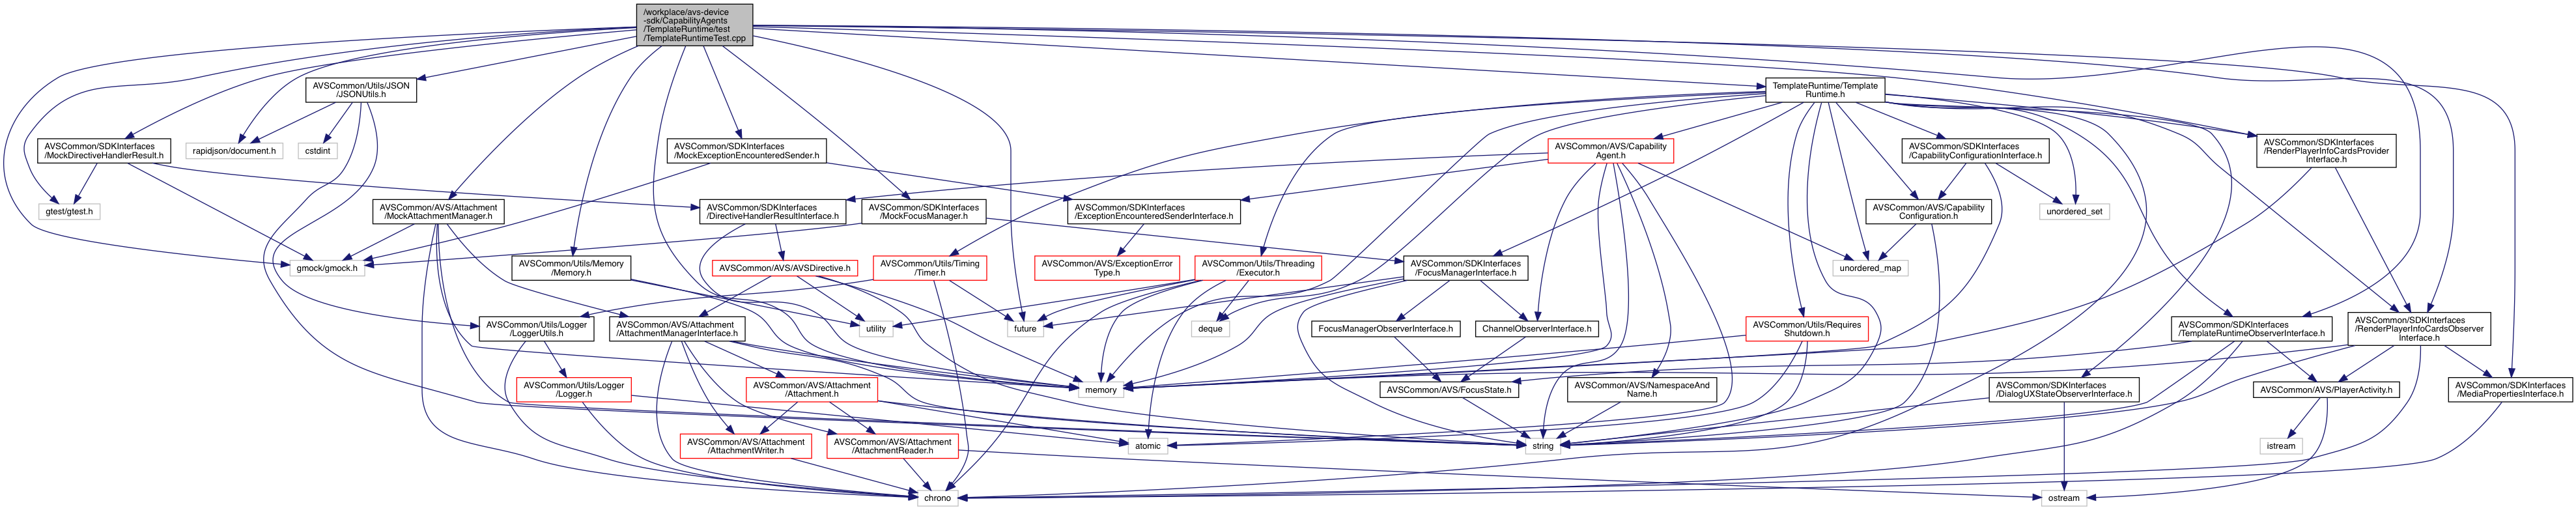 /workplace/avs-device
-sdk/CapabilityAgents
/TemplateRuntime/test
/TemplateRuntimeTest.cpp
AVSCommon/Utils/JSON
/JSONUtils.h
TemplateRuntime/Template
Runtime.h
AVSCommon/SDKInterfaces
/MockDirectiveHandlerResult.h
rapidjson/document.h
cstdint
AVSCommon/SDKInterfaces
/MockExceptionEncounteredSender.h
AVSCommon/AVS/Capability
Agent.h
AVSCommon/SDKInterfaces
/CapabilityConfigurationInterface.h
AVSCommon/SDKInterfaces
/RenderPlayerInfoCardsProvider
Interface.h
gtest/gtest.h
AVSCommon/AVS/Attachment
/MockAttachmentManager.h
AVSCommon/SDKInterfaces
/DirectiveHandlerResultInterface.h
AVSCommon/SDKInterfaces
/MockFocusManager.h
AVSCommon/SDKInterfaces
/ExceptionEncounteredSenderInterface.h
AVSCommon/AVS/Capability
Configuration.h
unordered_set
gmock/gmock.h
AVSCommon/Utils/Memory
/Memory.h
AVSCommon/AVS/AVSDirective.h
AVSCommon/Utils/Timing
/Timer.h
AVSCommon/AVS/ExceptionError
Type.h
AVSCommon/Utils/Threading
/Executor.h
AVSCommon/SDKInterfaces
/FocusManagerInterface.h
unordered_map
AVSCommon/Utils/Logger
/LoggerUtils.h
AVSCommon/AVS/Attachment
/AttachmentManagerInterface.h
utility
future
deque
FocusManagerObserverInterface.h
ChannelObserverInterface.h
AVSCommon/Utils/Requires
Shutdown.h
AVSCommon/SDKInterfaces
/TemplateRuntimeObserverInterface.h
AVSCommon/SDKInterfaces
/RenderPlayerInfoCardsObserver
Interface.h
AVSCommon/Utils/Logger
/Logger.h
AVSCommon/AVS/Attachment
/Attachment.h
memory
AVSCommon/AVS/FocusState.h
AVSCommon/AVS/NamespaceAnd
Name.h
AVSCommon/SDKInterfaces
/DialogUXStateObserverInterface.h
AVSCommon/AVS/PlayerActivity.h
AVSCommon/SDKInterfaces
/MediaPropertiesInterface.h
AVSCommon/AVS/Attachment
/AttachmentWriter.h
AVSCommon/AVS/Attachment
/AttachmentReader.h
atomic
string
istream
chrono
ostream